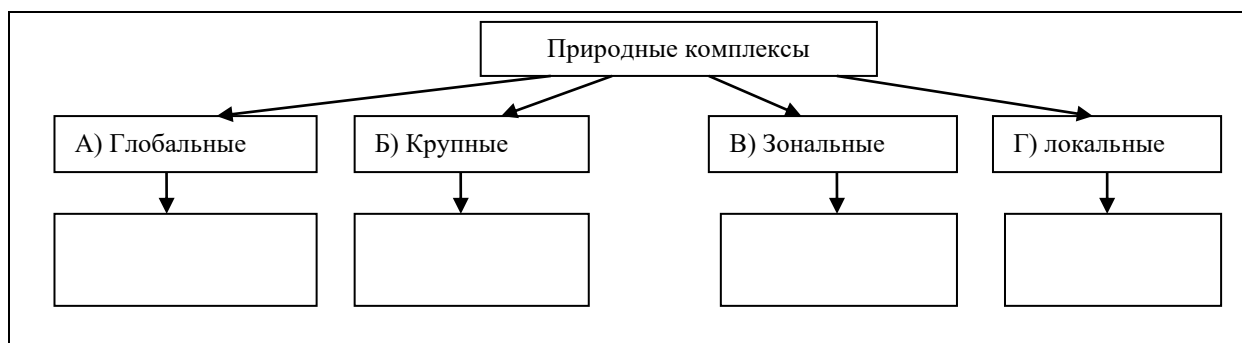 Природные комплексы
А) Глобальные
Б) Крупные
В) Зональные
Г) локальные